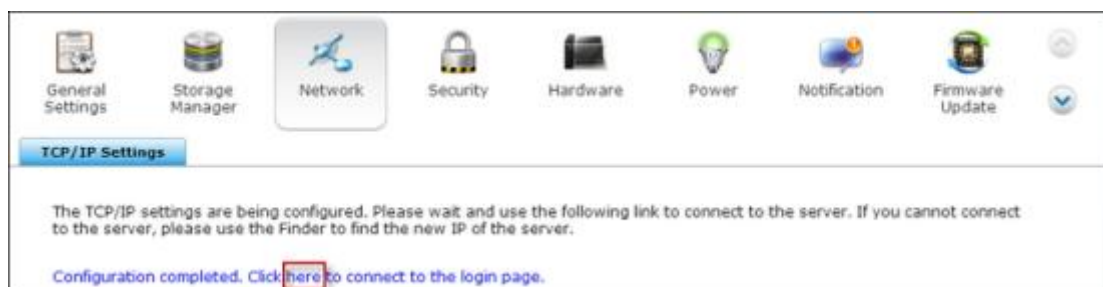 General Settings
Storage Manager
Network
Security
Hardware
Power
Notification
Firmware Update
TCP/IP Settings
The TCP/IP settings are being configured. Please wait and use the following link to connect to the server. If you cannot connect
to the server, please use the Finder to find the new IP of the server.
Configuration completed. Click here to connect to the login page.